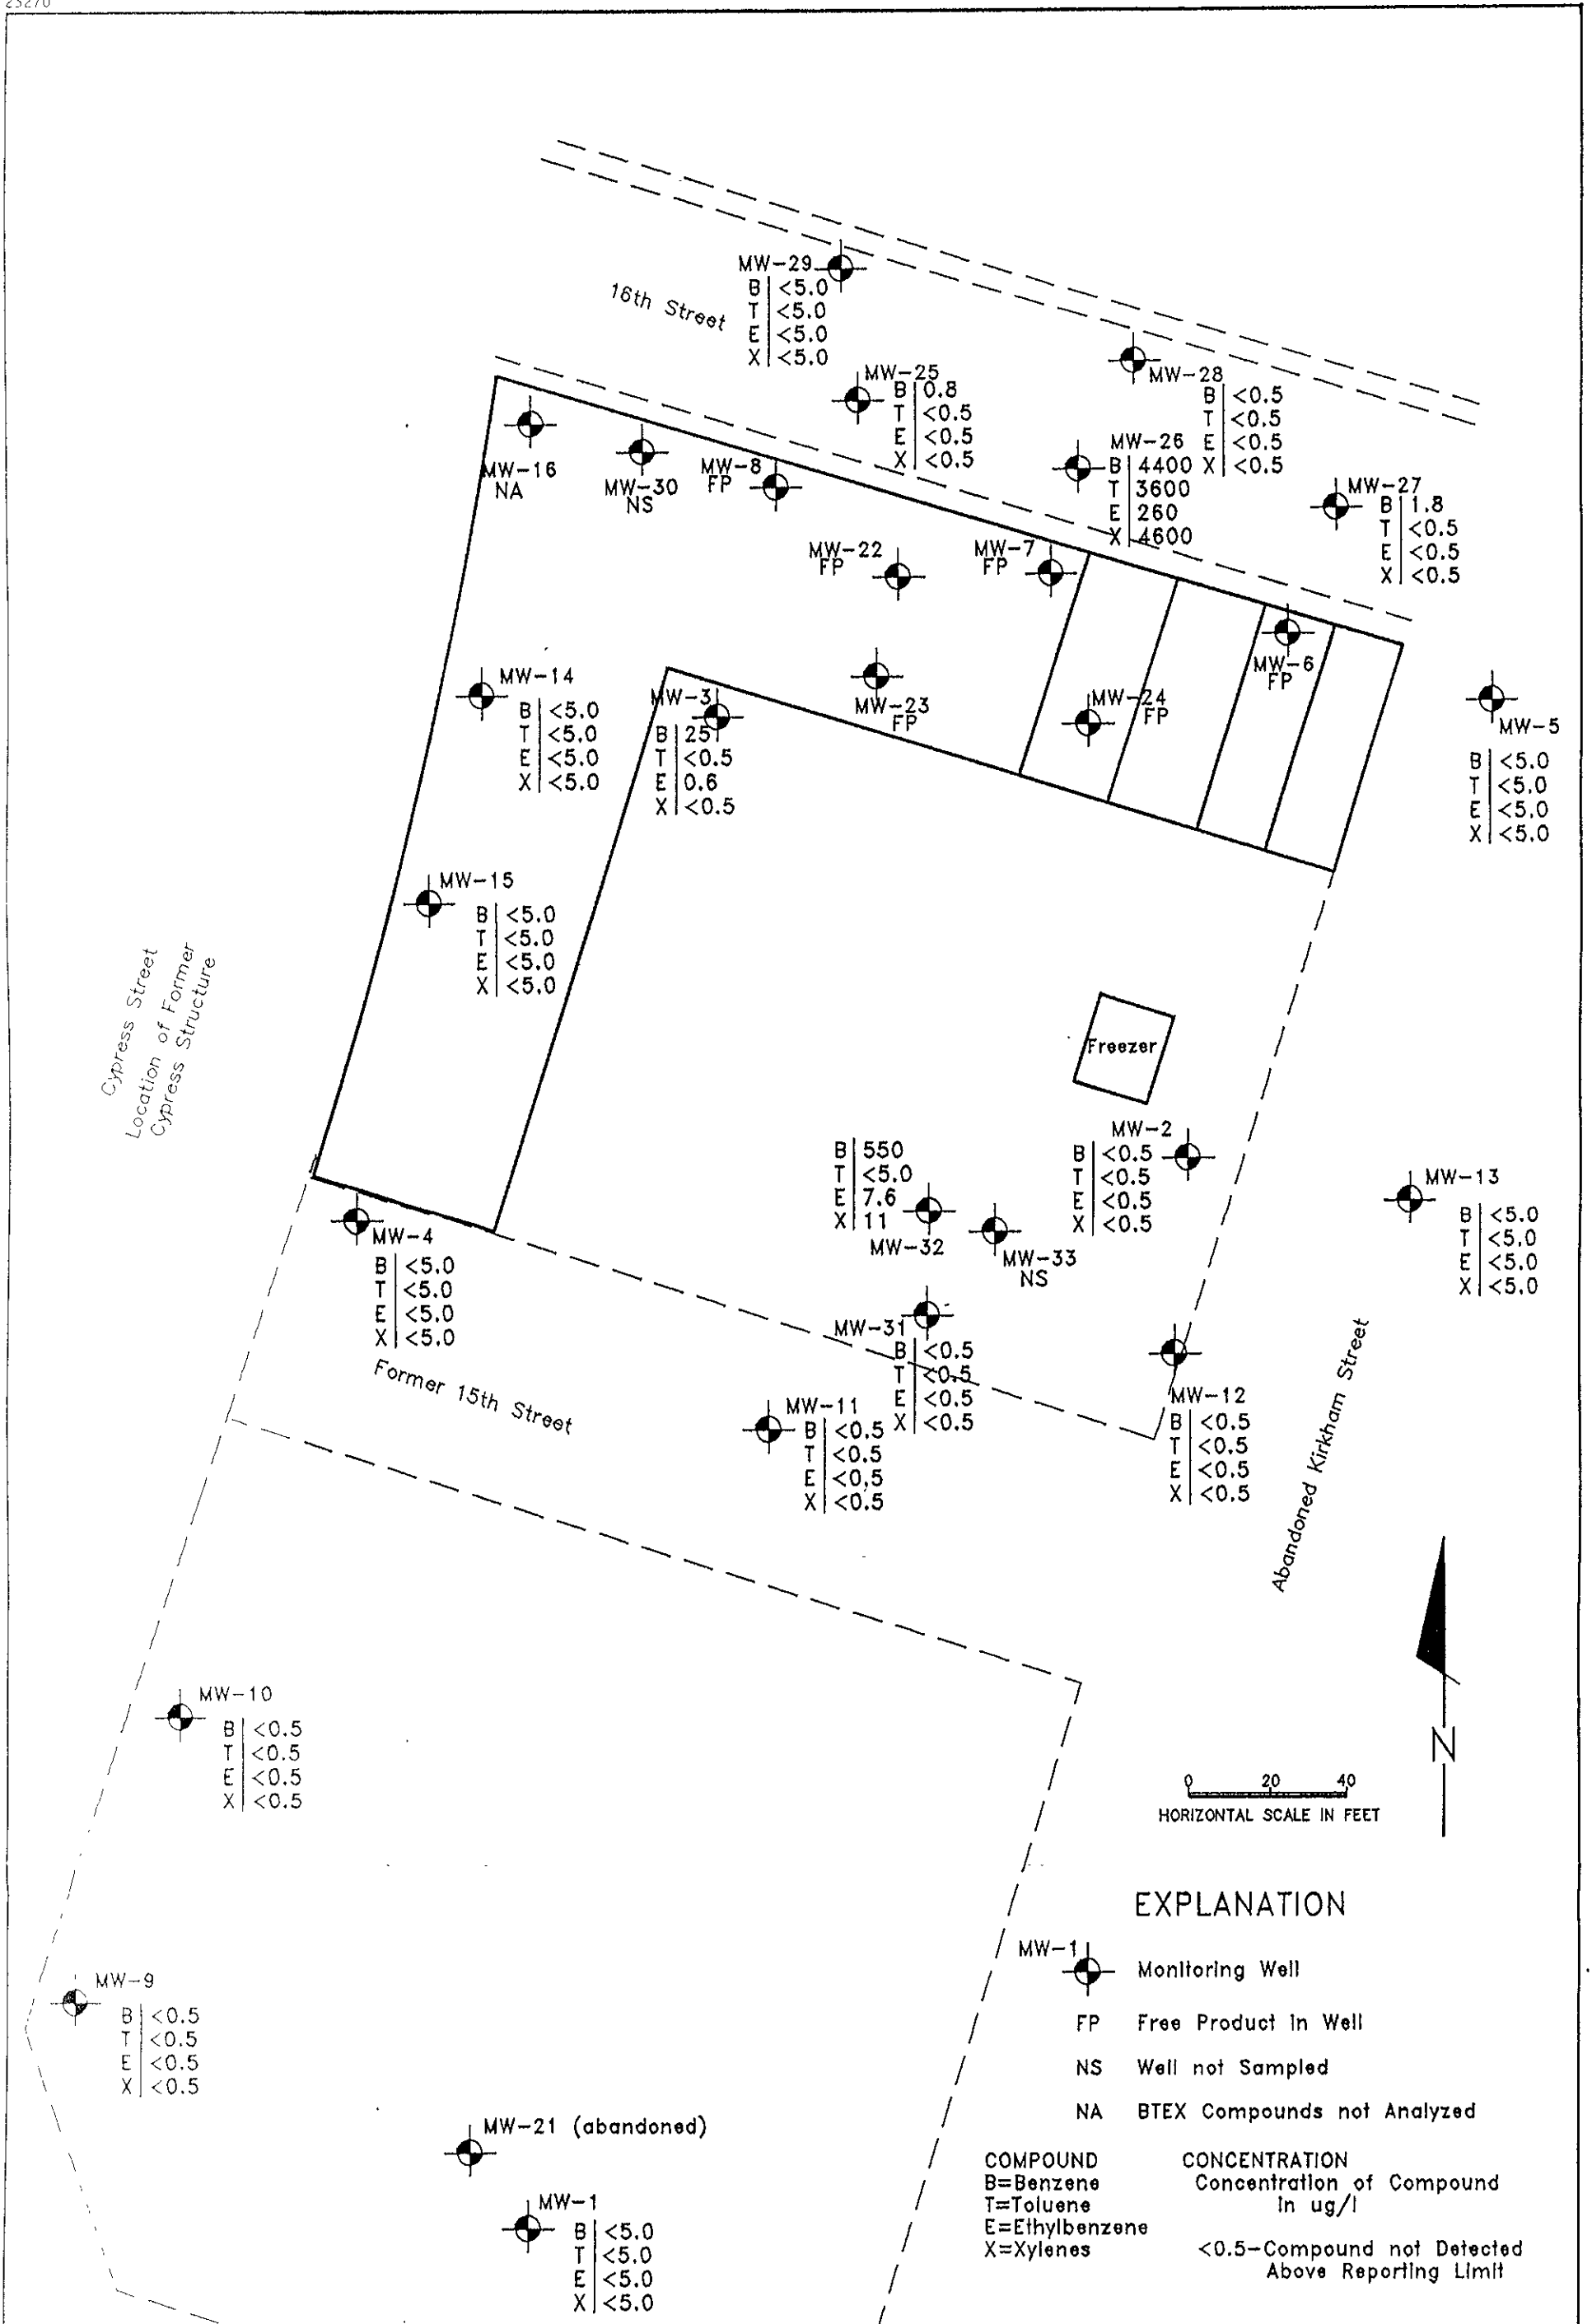 23270
MW-29
B <5.0
T <5.0
E <5.0
X <5.0
16th Street
MW-25
B 0.8
T <0.5
E <0.5
X <0.5
MW-28
B <0.5
T <0.5
E <0.5
X <0.5
MW-26
B 4400
T 3600
E 260
X 4600
MW-27
B 1.8
T <0.5
E <0.5
X <0.5
MW-16
NA
MW-30
NS
MW-8
FP
MW-22
FP
MW-7
FP
MW-6
FP
MW-14
B <5.0
T <5.0
E <5.0
X <5.0
MW-3
B 25
T <0.5
E 0.6
X <0.5
MW-23
FP
MW-24
FP
MW-5
B <5.0
T <5.0
E <5.0
X <5.0
MW-15
B <5.0
T <5.0
E <5.0
X <5.0
Cypress Street
Location of Former
Cypress Structure
Freezer
MW-2
B <0.5
T <0.5
E <0.5
X <0.5
B 550
T <5.0
E 7.6
X 11
MW-32
MW-33
NS
MW-13
B <5.0
T <5.0
E <5.0
X <5.0
MW-4
B <5.0
T <5.0
E <5.0
X <5.0
MW-31
B <0.5
T <0.5
E <0.5
X <0.5
Former 15th Street
MW-11
B <0.5
T <0.5
E <0.5
X <0.5
MW-12
B <0.5
T <0.5
E <0.5
X <0.5
Abandoned Kirkham Street
MW-10
B <0.5
T <0.5
E <0.5
X <0.5
N
0 20 40
HORIZONTAL SCALE IN FEET
MW-9
B <0.5
T <0.5
E <0.5
X <0.5
MW-21 (abandoned)
MW-1
B <5.0
T <5.0
E <5.0
X <5.0
EXPLANATION
MW-1 Monitoring Well
FP Free Product in Well
NS Well not Sampled
NA BTEX Compounds not Analyzed
COMPOUND
B=Benzene
T=Toluene
E=Ethylbenzene
X=Xylenes
CONCENTRATION
Concentration of Compound
in ug/l
<0.5-Compound not Detected
Above Reporting Limit